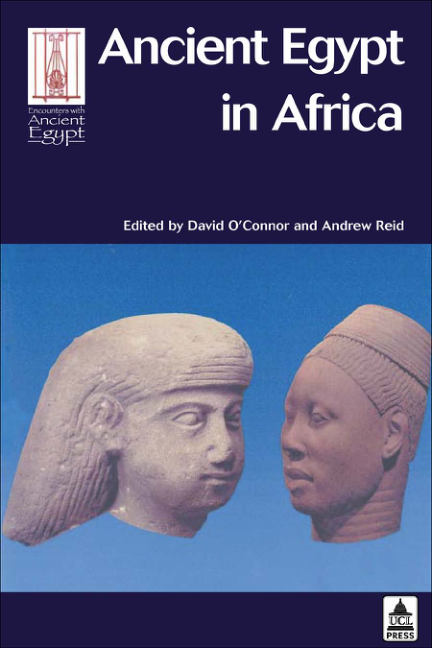 Ancient Egypt
in Africa
Encounters with
Ancient
Egypt
Edited by David O'Connor and Andrew Reid
UCL
PRESS